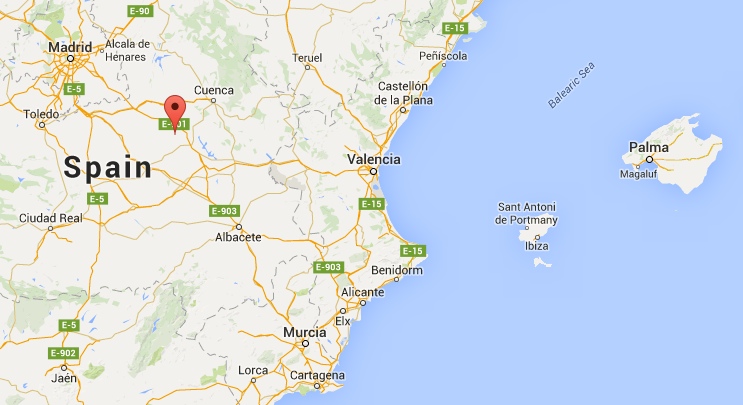 E-90
E-15
Madrid
Alcala de
Henares
Teruel
Peñíscola
E-5
Cuenca
Castellón
de la Plana
Balearic Sea
Toledo
Palma
Magaluf
Spain
Valencia
E-5
E-903
E-15
Sant Antoni
de Portmany
Ciudad Real
Albacete
Ibiza
E-15
E-903
Benidorm
Alicante
Elx
E-5
Murcia
E-902
Jaén
Lorca
Cartagena